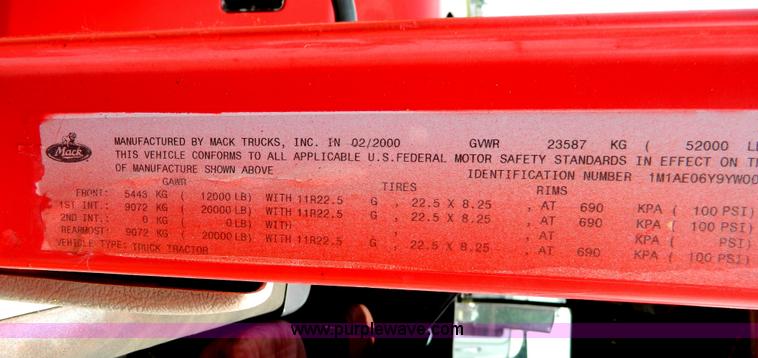 Mack
MANUFACTURED BY MACK TRUCKS, INC. IN 02/2000 GVWR 23587 KG ( 52000 LB
THIS VEHICLE CONFORMS TO ALL APPLICABLE U.S.FEDERAL MOTOR SAFETY STANDARDS IN EFFECT ON
OF MANUFACTURE SHOWN ABOVE IDENTIFICATION NUMBER 1M1AE06Y9YW00
GAWR TIRES RIMS
FRONT: 5443 KG ( 12000 LB) WITH 11R22.5 G , 22.5 X 8.25 , AT 690 KPA ( 100 PSI)
1ST INT.: 9072 KG ( 20000 LB) WITH 11R22.5 G , 22.5 X 8.25 , AT 690 KPA ( 100 PSI)
2ND INT.: 0 KG ( 0 LB) WITH , , KPA ( PSI)
REARMOST: 9072 KG ( 20000 LB) WITH 11R22.5 G , 22.5 X 8.25 , AT 690 KPA ( 100 PSI)
VEHICLE TYPE: TRUCK TRACTOR
www.purplewave.com